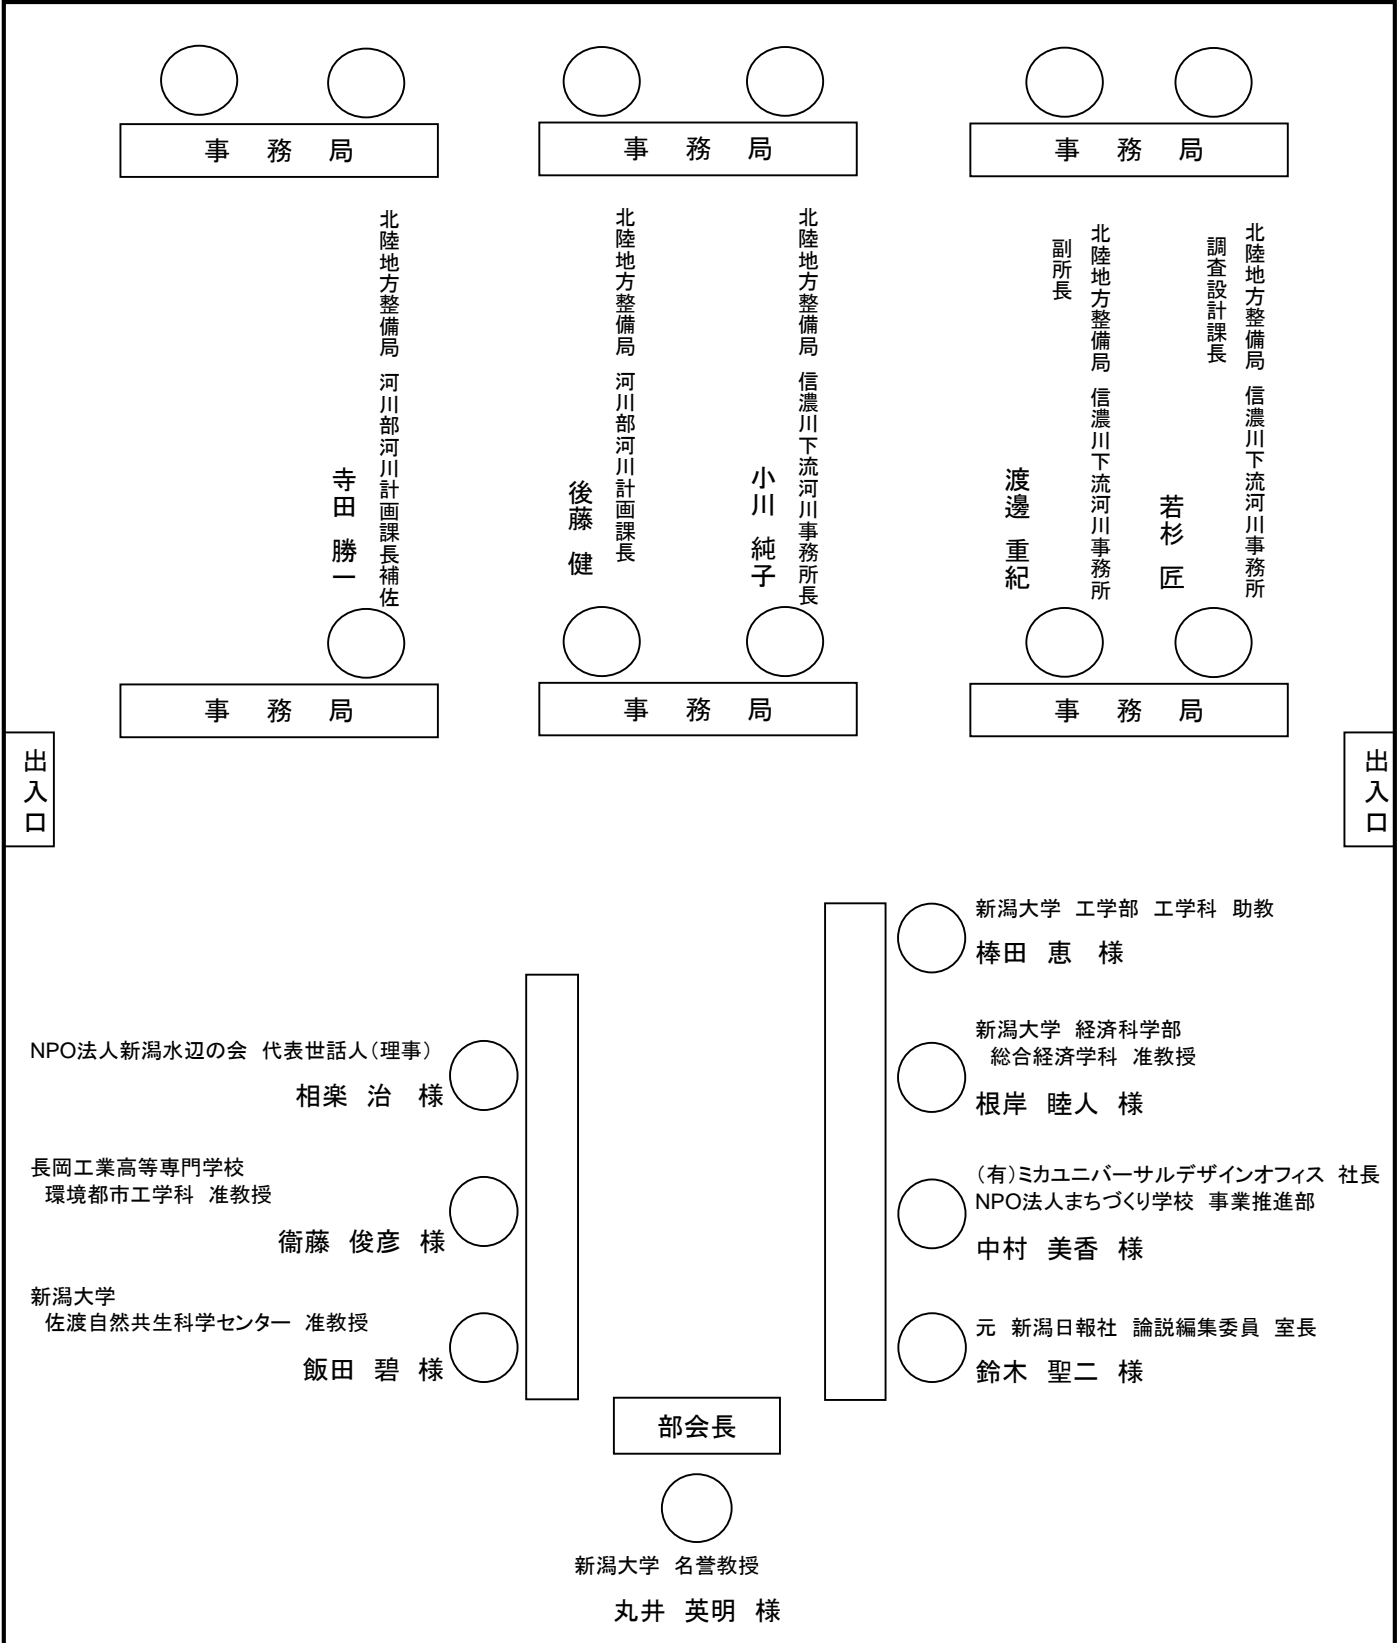 事　務　局
事　務　局
事　務　局
北陸地方整備局 河川部河川計画課長補佐
寺田　勝一
北陸地方整備局 河川部河川計画課長
後藤　健
北陸地方整備局 信濃川下流河川事務所長
小川　純子
北陸地方整備局 信濃川下流河川事務所
副所長
渡邊 重紀
北陸地方整備局 信濃川下流河川事務所
調査設計課長
若杉 匠
事　務　局
事　務　局
事　務　局
出入口
出入口
新潟大学　工学部　工学科　助教
棒田　恵　様
新潟大学 経済科学部
総合経済学科　准教授
根岸　睦人 様
（有）ミカユニバーサルデザインオフィス　社長
NPO法人まちづくり学校 事業推進部
中村　美香 様
元　新潟日報社 論説編集委員 室長
鈴木　聖二 様
NPO法人新潟水辺の会　代表世話人（理事）
相楽　治　様
長岡工業高等専門学校
環境都市工学科　准教授
衞藤　俊彦 様
新潟大学
佐渡自然共生科学センター　准教授
飯田　碧 様
部会長
新潟大学　名誉教授
丸井　英明 様